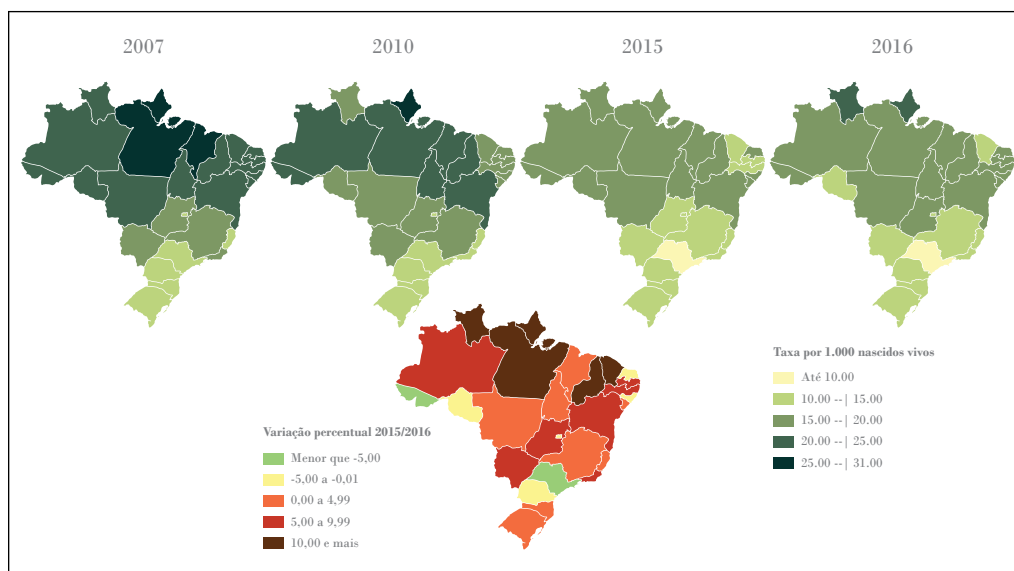 2007
2010
2015
2016
Taxa por 1.000 nascidos vivos
Até 10.00
10.00 --| 15.00
15.00 --| 20.00
20.00 --| 25.00
25.00 --| 31.00
Variação percentual 2015/2016
Menor que -5,00
-5,00 a -0,01
0,00 a 4,99
5,00 a 9,99
10,00 e mais